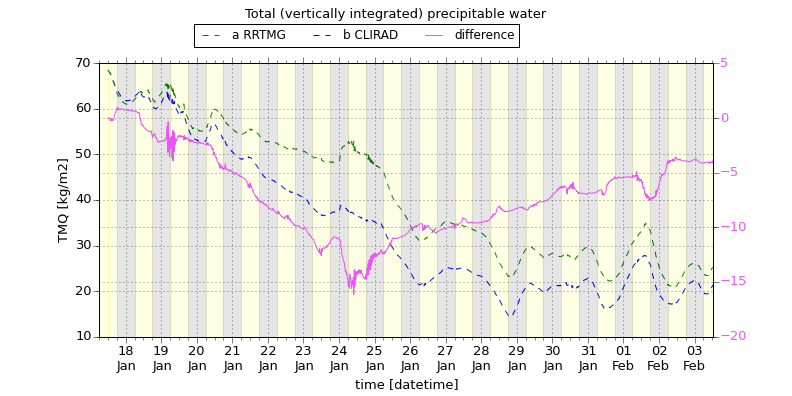 Total (vertically integrated) precipitable water
a RRTMG b CLIRAD difference
70
60
50
40
30
20
10
TMQ [kg/m2]
5
0
−5
−10
−15
−20
18 19 20 21 22 23 24 25 26 27 28 29 30 31 01 02 03
Jan Jan Jan Jan Jan Jan Jan Jan Jan Jan Jan Jan Jan Jan Feb Feb Feb
time [datetime]